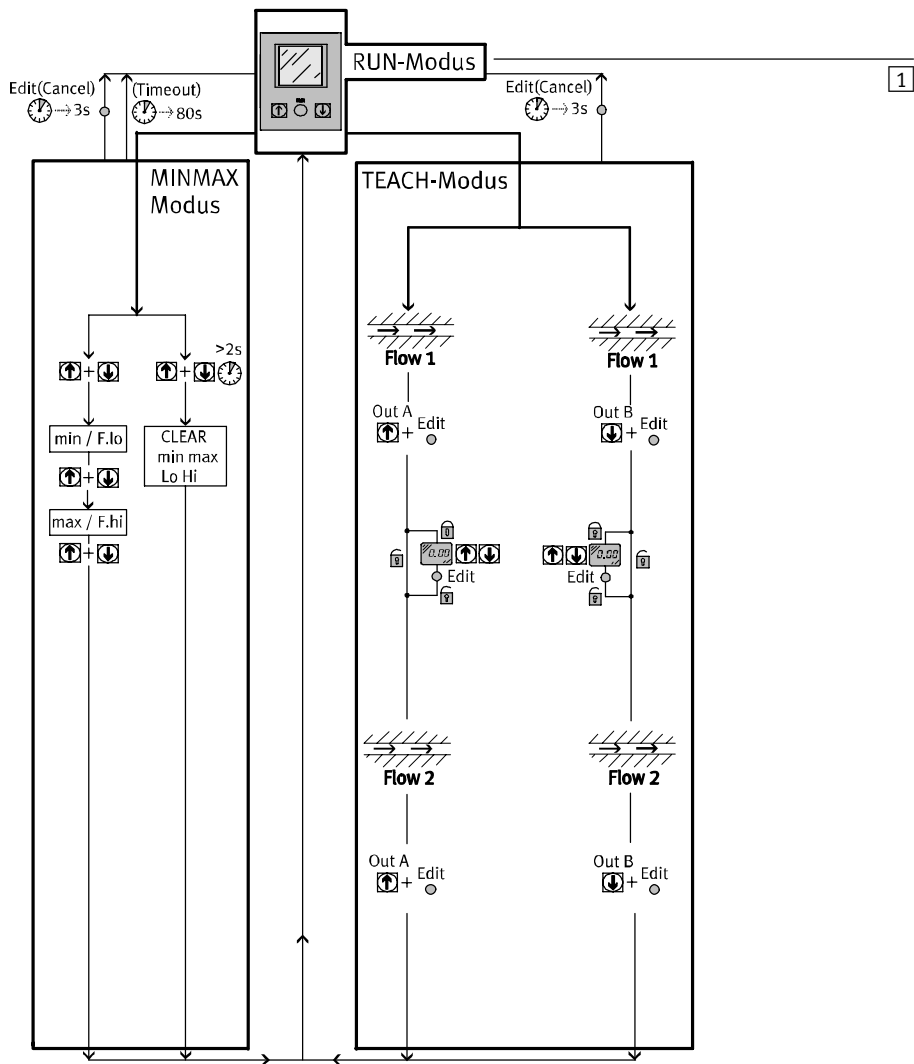 RUN-Modus
1
Edit(Cancel)
3s
(Timeout)
80s
Edit(Cancel)
3s
MINMAX
Modus
>2s
+
+
min / F.lo
+
max / F.hi
+
CLEAR
min max
Lo Hi
TEACH-Modus
Flow 1
Flow 1
Out A
+ Edit
Out B
+ Edit
0.00
Edit
0.00
Edit
Flow 2
Flow 2
Out A
+ Edit
Out B
+ Edit